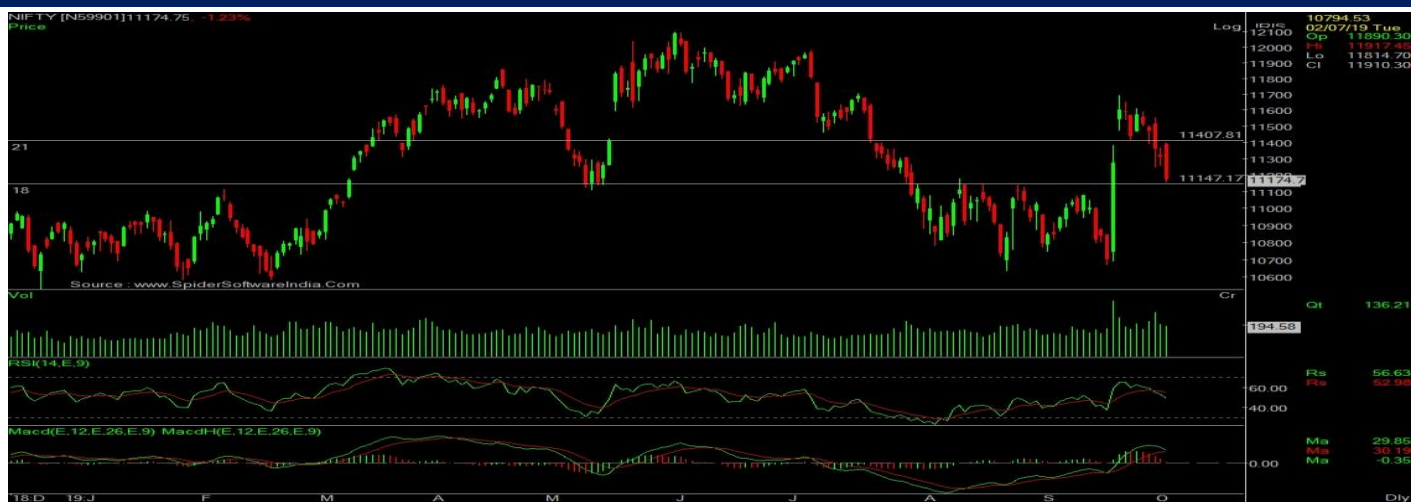 NIFTY [N59901]11174.75, -1.23%
Price
Log
10794.53
02/07/19 Tue
Op 11890.30
Hi 11917.45
Lo 11814.70
Cl 11910.30
12100
12000
11900
11800
11700
11600
11500
11407.81
11400
21
11300
11147.17
11174.7
18
11100
11000
10900
10800
10700
10600
Source : www.SpiderSoftwareIndia.Com
Vol
Cr
Qt 136.21
194.58
RSI(14,E,9)
60.00
40.00
Rs 56.63
Rs 52.98
Macd(E,12,E,26,E,9) MacdH(E,12,E,26,E,9)
0.00
Ma 29.85
Ma 30.19
Ma -0.35
'18:D 19:J F M A M J J A S O Dly